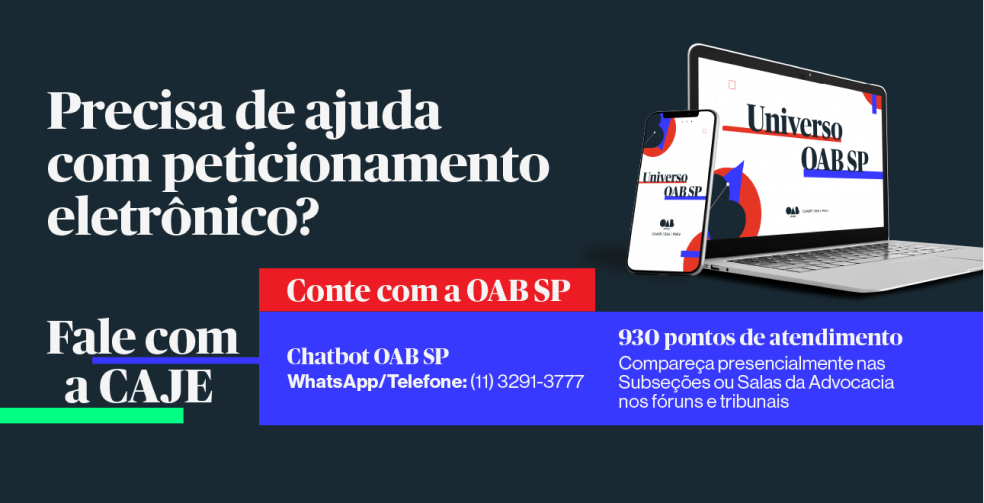 Precisa de ajuda
com peticionamento
eletrônico?
Universo
OAB SP
OAB
Universo
OAB SP
OAB
Conte com a OAB SP
Fale com
a CAJE
Chatbot OAB SP
WhatsApp/Telefone: (11) 3291-3777
930 pontos de atendimento
Compareça presencialmente nas
Subseções ou Salas da Advocacia
nos fóruns e tribunais